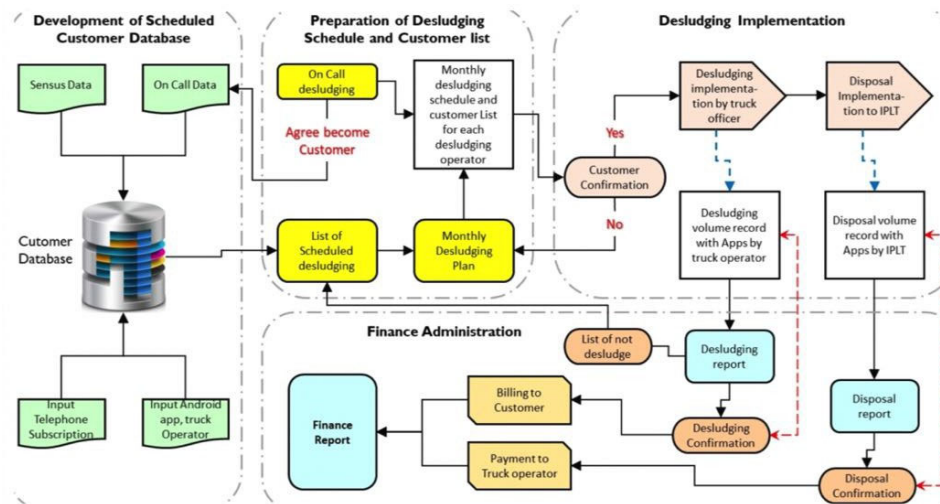 Development of Scheduled
Customer Database
Preparation of Desludging
Schedule and Customer list
Desludging Implementation
Sensus Data
On Call Data
On Call
desludging
Agree become
Customer
Monthly
desludging
schedule and
customer List
for each
desludging
operator
Yes
Customer
Confirmation
No
Desludging
implementa-
tion by truck
officer
Disposal
Implementa-
tion to IPLT
Cutomer
Database
List of
Scheduled
desludging
Monthly
Desludging
Plan
Desludging
volume record
with Apps by
truck operator
Disposal volume
record with
Apps by IPLT
Input
Telephone
Subscription
Input Android
app, truck
Operator
Finance Administration
List of not
desludge
Desludging
report
Disposal
report
Finance
Report
Billing to
Customer
Payment to
Truck operator
Desludging
Confirmation
Disposal
Confirmation